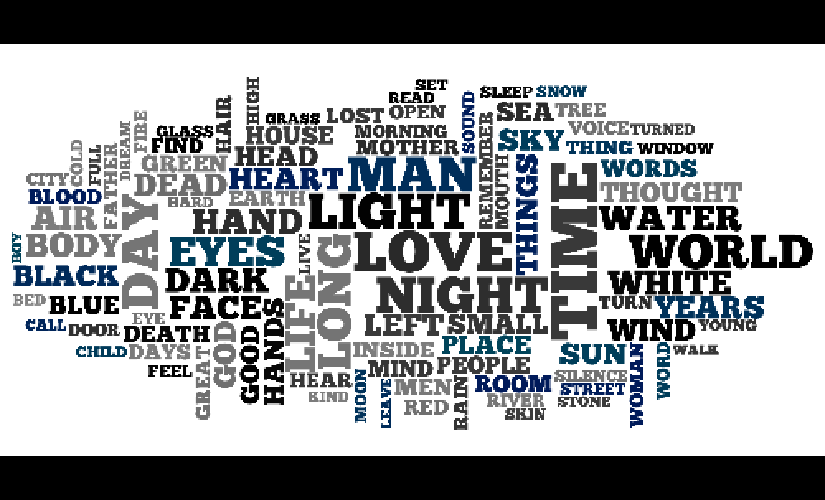 SET
READ
SLEEP
SNOW
HIGH
HAIR
GRASS
LOST
OPEN
SOUND
SEA
TREE
FIRE
GLASS
HOUSE
MORNING
VOICE
TURNED
DREAM
FIND
MOTHER
REMEMBER
SKY
THING
WINDOW
COLD
FULL
FATHER
GREEN
HEAD
MAN
MOUTH
THINGS
WORDS
CITY
DEAD
HEART
TIME
THOUGHT
BLOOD
HARD
EARTH
LIGHT
AIR
DAY
HAND
WATER
BODY
BABY
EYES
LIVE
LONG
LOVE
WORLD
BLACK
DARK
LIFE
NIGHT
WHITE
BED
BLUE
FACE
HANDS
TURN
YEARS
CALL
DOOR
EYE
DEATH
GOD
LEFT
SMALL
WIND
YOUNG
CHILD
DAYS
GREAT
GOOD
INSIDE
PLACE
SUN
WOMAN
WORD
WALK
FEEL
HEAR
MIND
PEOPLE
SILENCE
KIND
MOON
LEAVE
MEN
RAIN
ROOM
STREET
RED
RIVER
STONE
SKIN